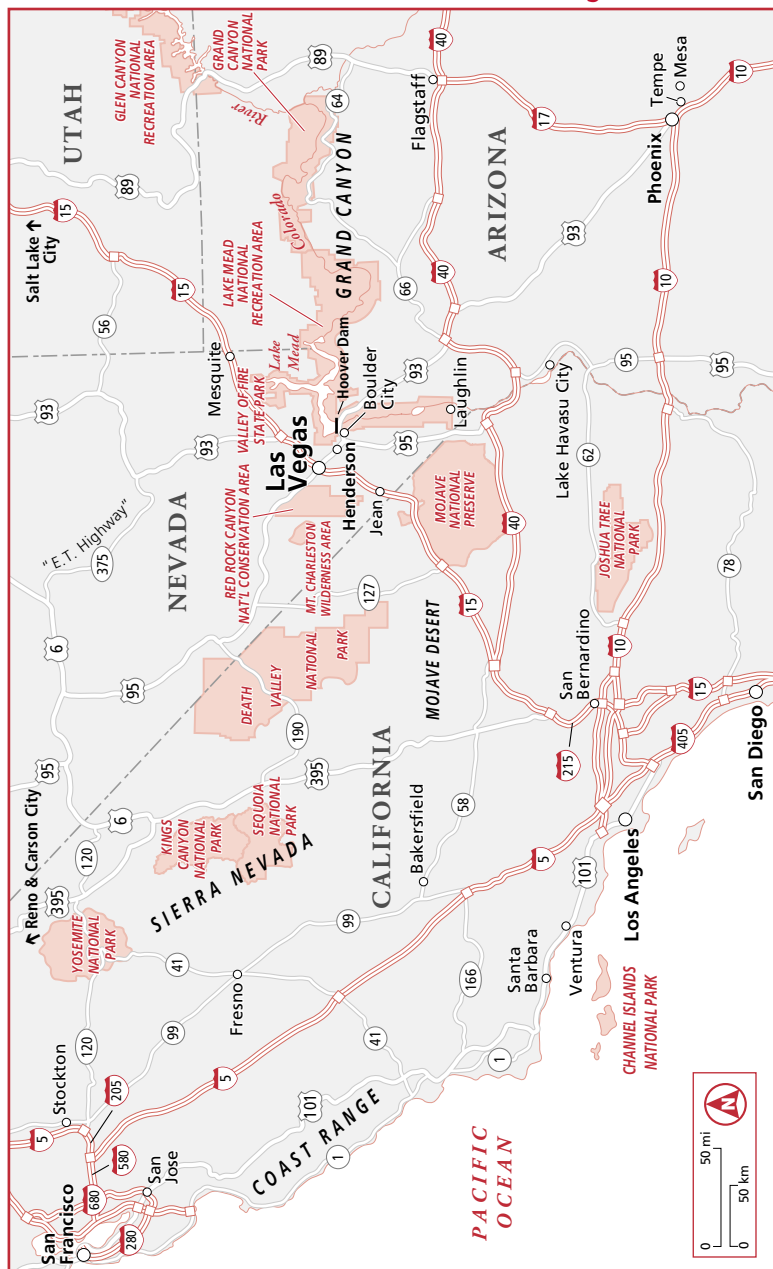 San
Francisco
280
680
580
205
5
Stockton
San
Jose
120
99
YOSEMITE
NATIONAL
PARK
395
↖ Reno & Carson City
120
6
95
6
"E.T. Highway"
375
93
56
Salt Lake ↑
City
15
89
UTAH
GLEN CANYON
NATIONAL
RECREATION AREA
5
41
Fresno
99
101
1
COAST RANGE
SIERRA NEVADA
KINGS
CANYON
NATIONAL
PARK
SEQUOIA
NATIONAL
PARK
395
190
DEATH
VALLEY
NATIONAL
PARK
95
NEVADA
93
Mesquite
15
GRAND
CANYON
NATIONAL
PARK
89
River
Colorado
LAKE MEAD
NATIONAL
RECREATION AREA
Lake
Mead
VALLEY OF FIRE
STATE PARK
RED ROCK CANYON
NAT'L CONSERVATION AREA
MT. CHARLESTON
WILDERNESS AREA
127
Las
Vegas
Henderson
Hoover Dam
Boulder
City
GRAND CANYON
64
Jean
93
66
95
Laughlin
41
1
166
CALIFORNIA
Bakersfield
58
MOJAVE DESERT
15
MOJAVE
NATIONAL
PRESERVE
40
40
Flagstaff
40
ARIZONA
17
93
Lake Havasu City
95
62
JOSHUA TREE
NATIONAL
PARK
PACIFIC
OCEAN
Santa
Barbara
Ventura
101
5
Los Angeles
CHANNEL ISLANDS
NATIONAL PARK
215
San
Bernardino
10
10
Phoenix
Tempe
Mesa
10
405
15
78
San Diego
0
50 mi
0
50 km
N